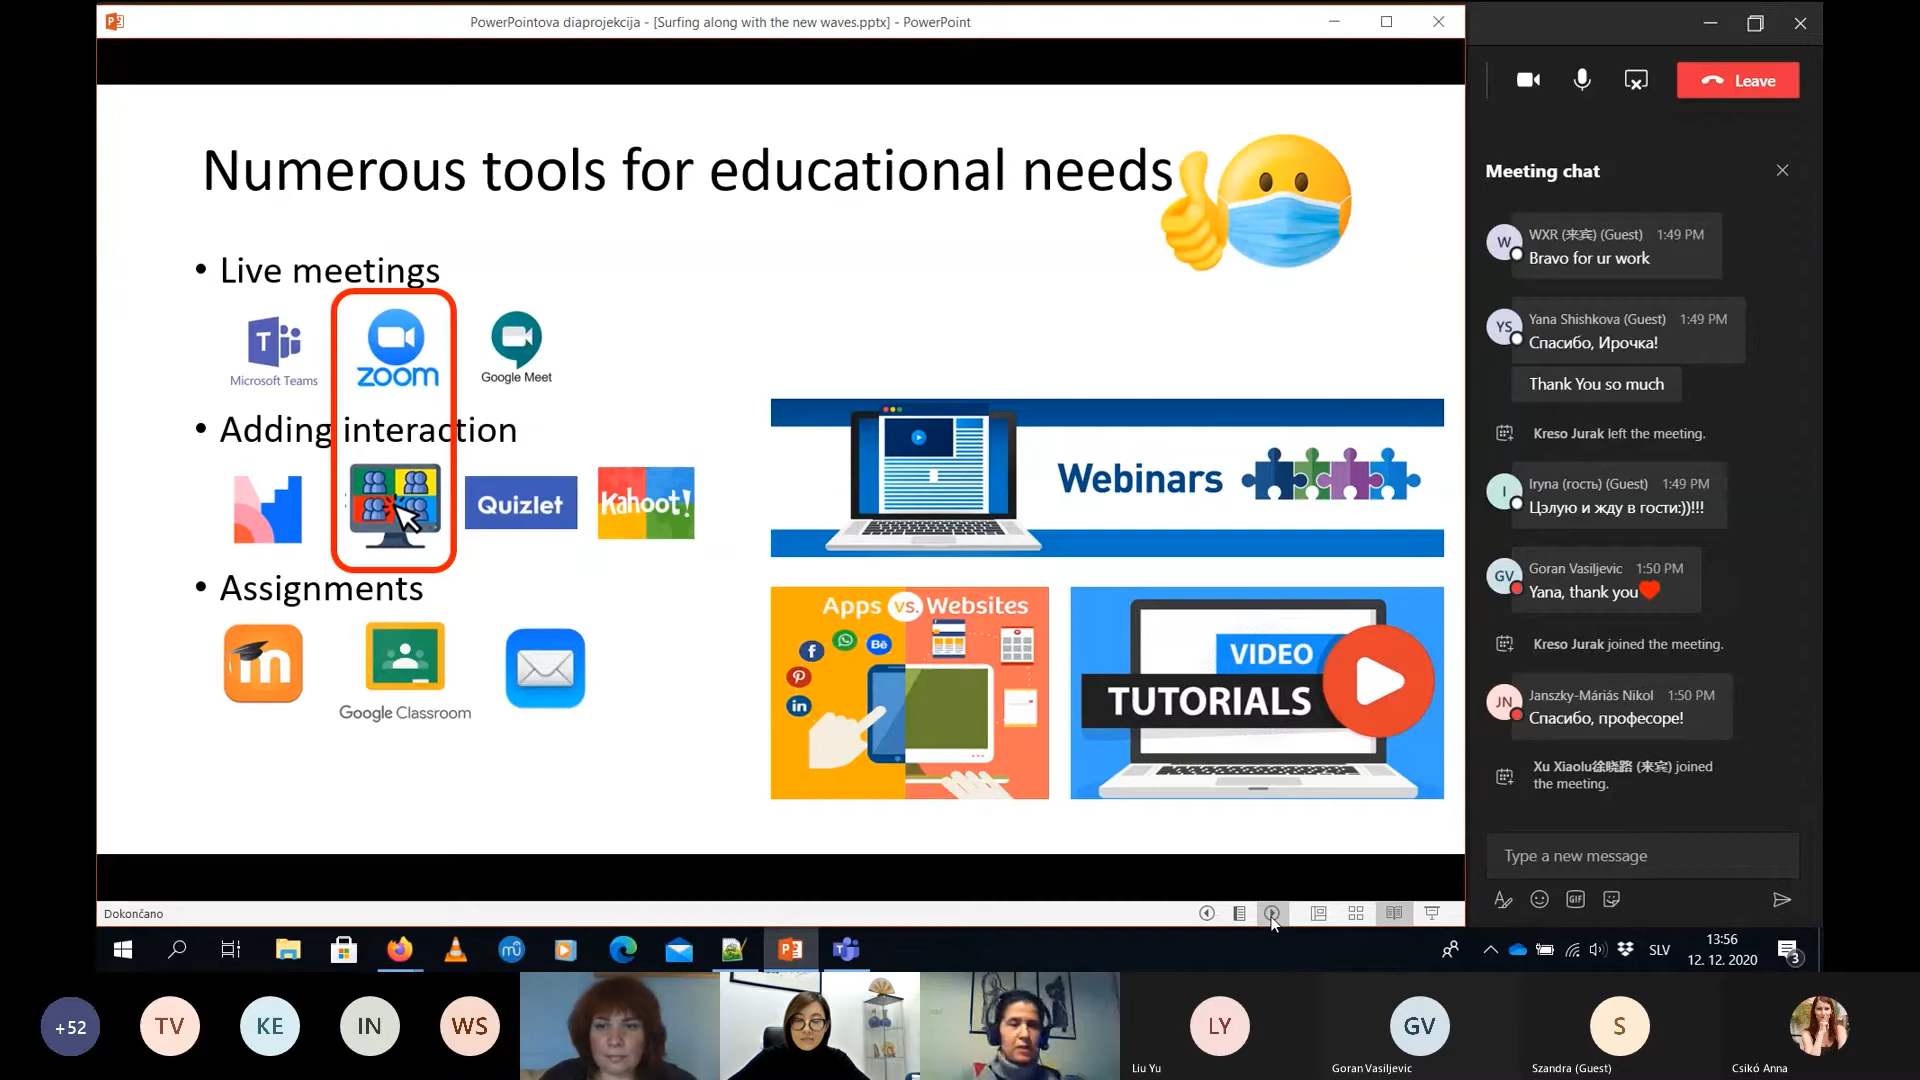 PowerPointova diaprojekcija - [Surfing along with the new waves.pptx] - PowerPoint
Numerous tools for educational needs
• Live meetings
Microsoft Teams
zoom
Google Meet
• Adding interaction
Quizlet
Kahoot!
• Assignments
Google Classroom
Webinars
Apps vs. Websites
VIDEO
TUTORIALS
Dokončano
Leave
Meeting chat
W
WXR (来宾) (Guest) 1:49 PM
Bravo for ur work
YS
Yana Shishkova (Guest) 1:49 PM
Спасибо, Ирочка!
Thank You so much
Kreso Jurak left the meeting.
I
Iryna (гость) (Guest) 1:49 PM
Цэлую и жду в гости:))!!!
GV
Goran Vasiljevic 1:50 PM
Yana, thank you
Kreso Jurak joined the meeting.
JN
Janszky-Máriás Nikol 1:50 PM
Спасибо, професоре!
Xu Xiaolu徐晓路 (来宾) joined
the meeting.
Type a new message
GIF
SLV
13:56
12. 12. 2020
3
+52
TV
KE
IN
WS
LY
Liu Yu
GV
Goran Vasiljevic
S
Szandra (Guest)
Csikó Anna